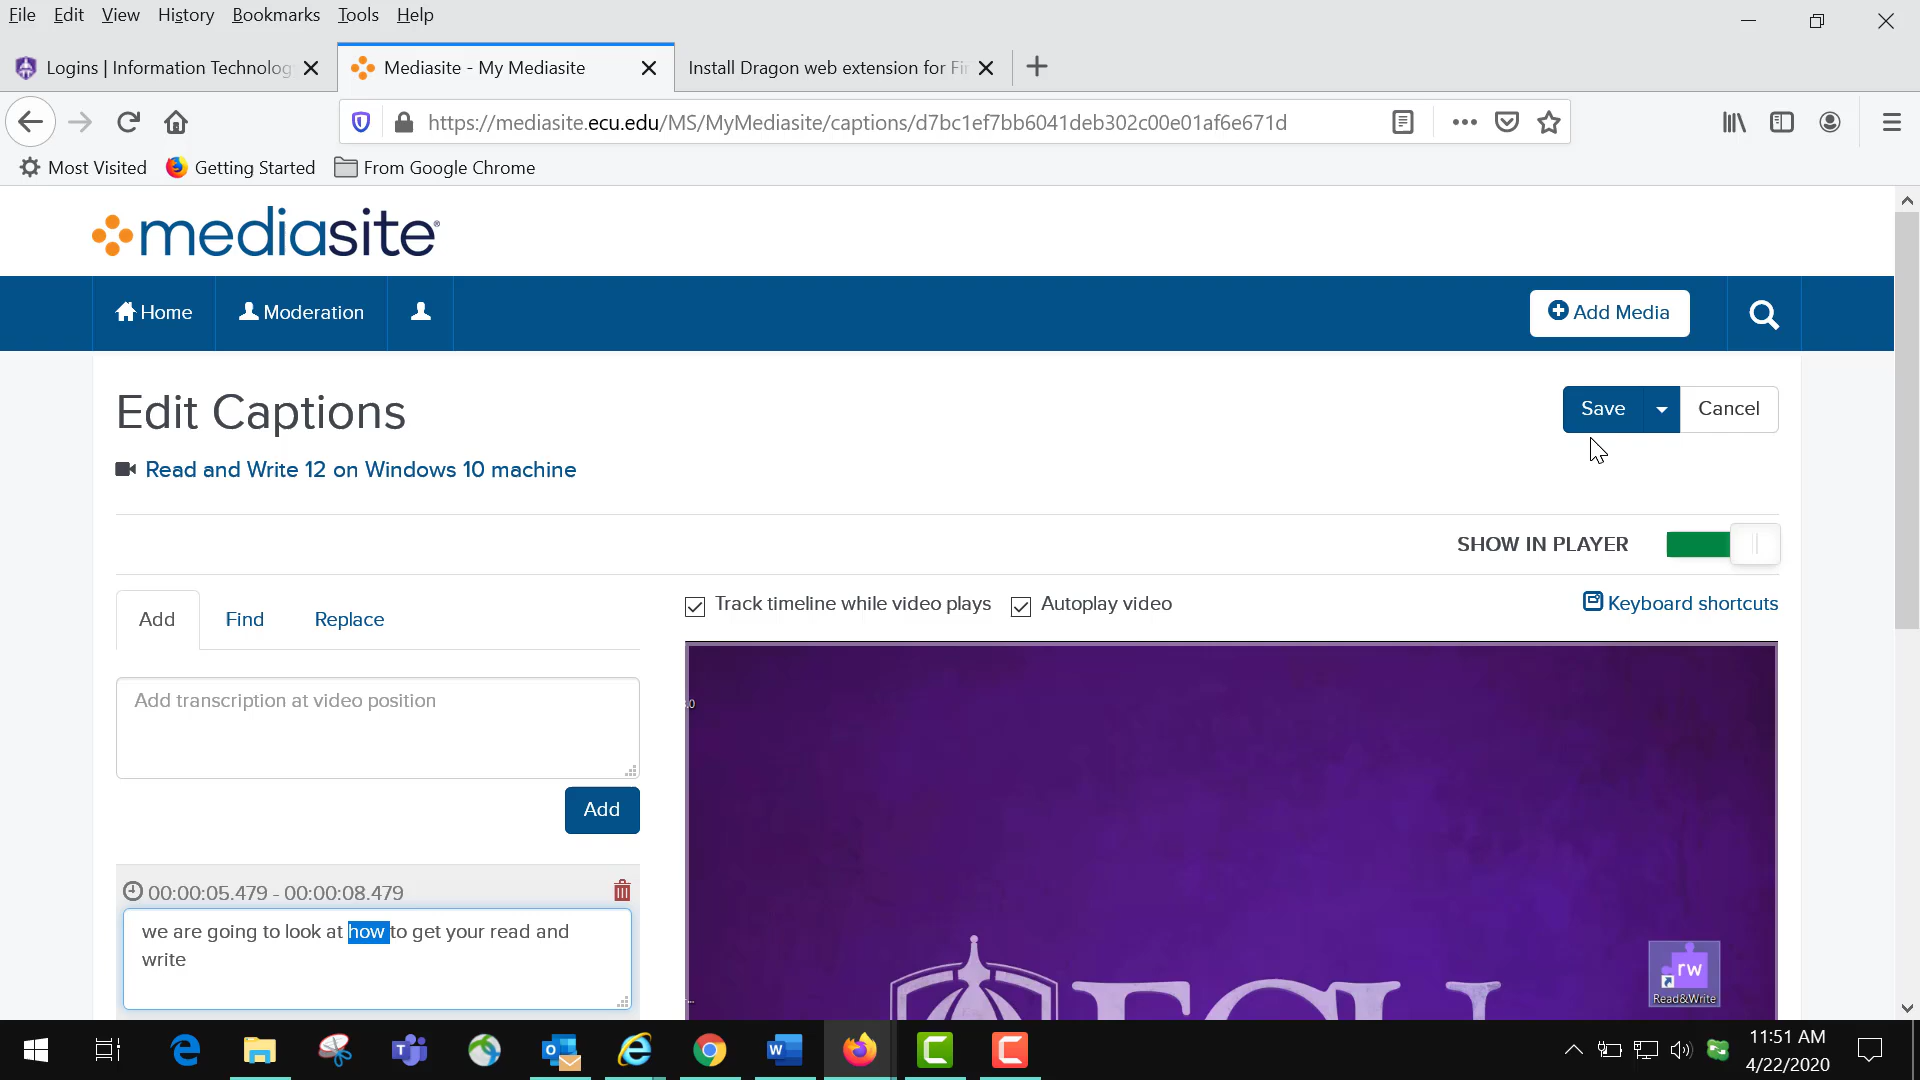 File Edit View History Bookmarks Tools Help
Logins | Information Technolog
Mediasite - My Mediasite
Install Dragon web extension for Fi
https://mediasite.ecu.edu/MS/MyMediasite/captions/d7bc1ef7bb6041deb302c00e01af6e671d
Most Visited Getting Started From Google Chrome
mediasite
Home Moderation Add Media
Edit Captions
Save Cancel
Read and Write 12 on Windows 10 machine
SHOW IN PLAYER
Add Find Replace
Track timeline while video plays Autoplay video Keyboard shortcuts
Add transcription at video position
.0
Add
00:00:05.479 - 00:00:08.479
we are going to look at how to get your read and
write
ECU
rw
Read&Write
11:51 AM
4/22/2020